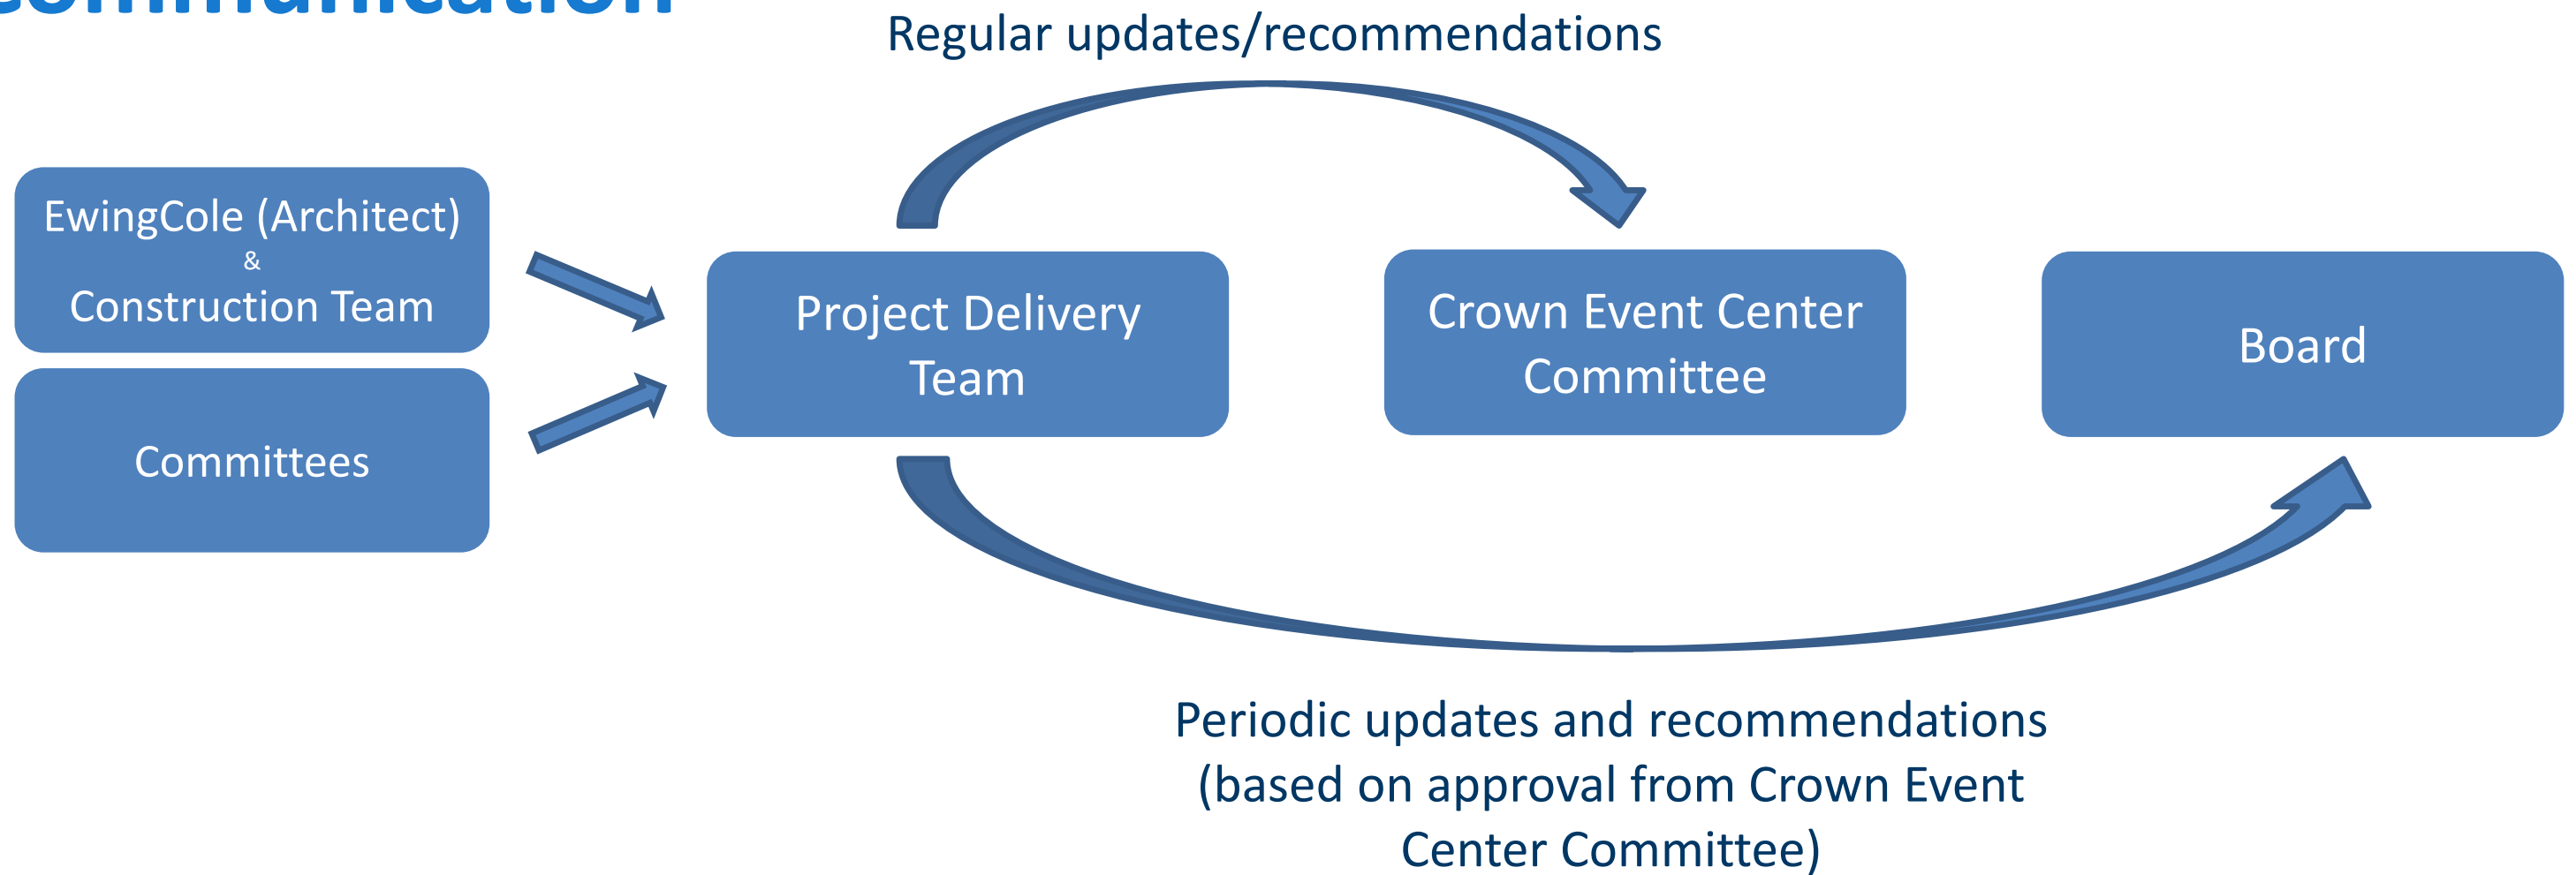 Communication
Regular updates/recommendations
EwingCole (Architect)
&
Construction Team
Committees
Project Delivery
Team
Crown Event Center
Committee
Board
Periodic updates and recommendations
(based on approval from Crown Event
Center Committee)